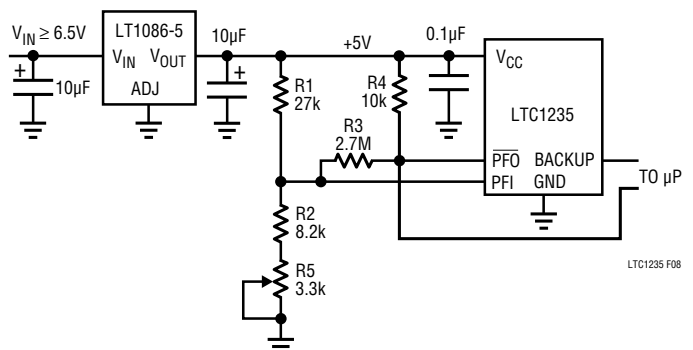 V_IN ≥ 6.5V
+
10µF
LT1086-5
V_IN V_OUT
ADJ
10µF
+
+5V
R1
27k
R4
10k
0.1µF
R3
2.7M
R2
8.2k
R5
3.3k
V_CC
LTC1235
P̅F̅O̅ BACKUP
PFI GND
TO µP
LTC1235 F08